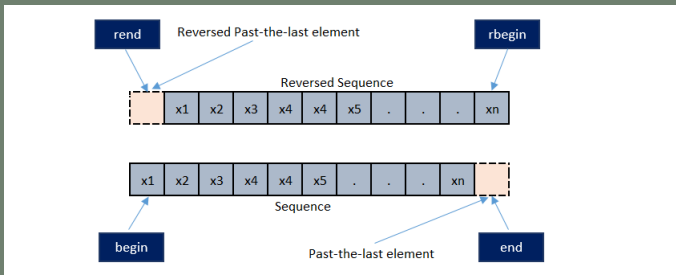 rend
Reversed Past-the-last element
rbegin
Reversed Sequence
x1 x2 x3 x4 x4 x5 . . . xn
x1 x2 x3 x4 x4 x5 . . . xn
Sequence
begin
Past-the-last element
end